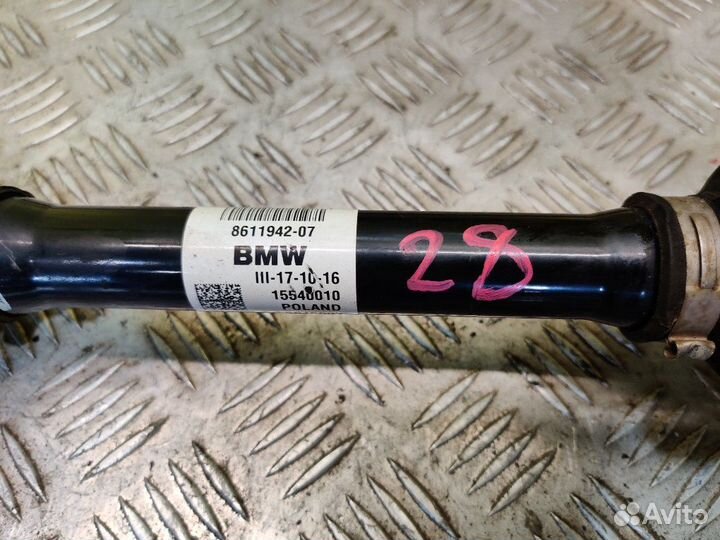 8611942-07
BMW
III-17-10-16
15540010
POLAND
28
Avito